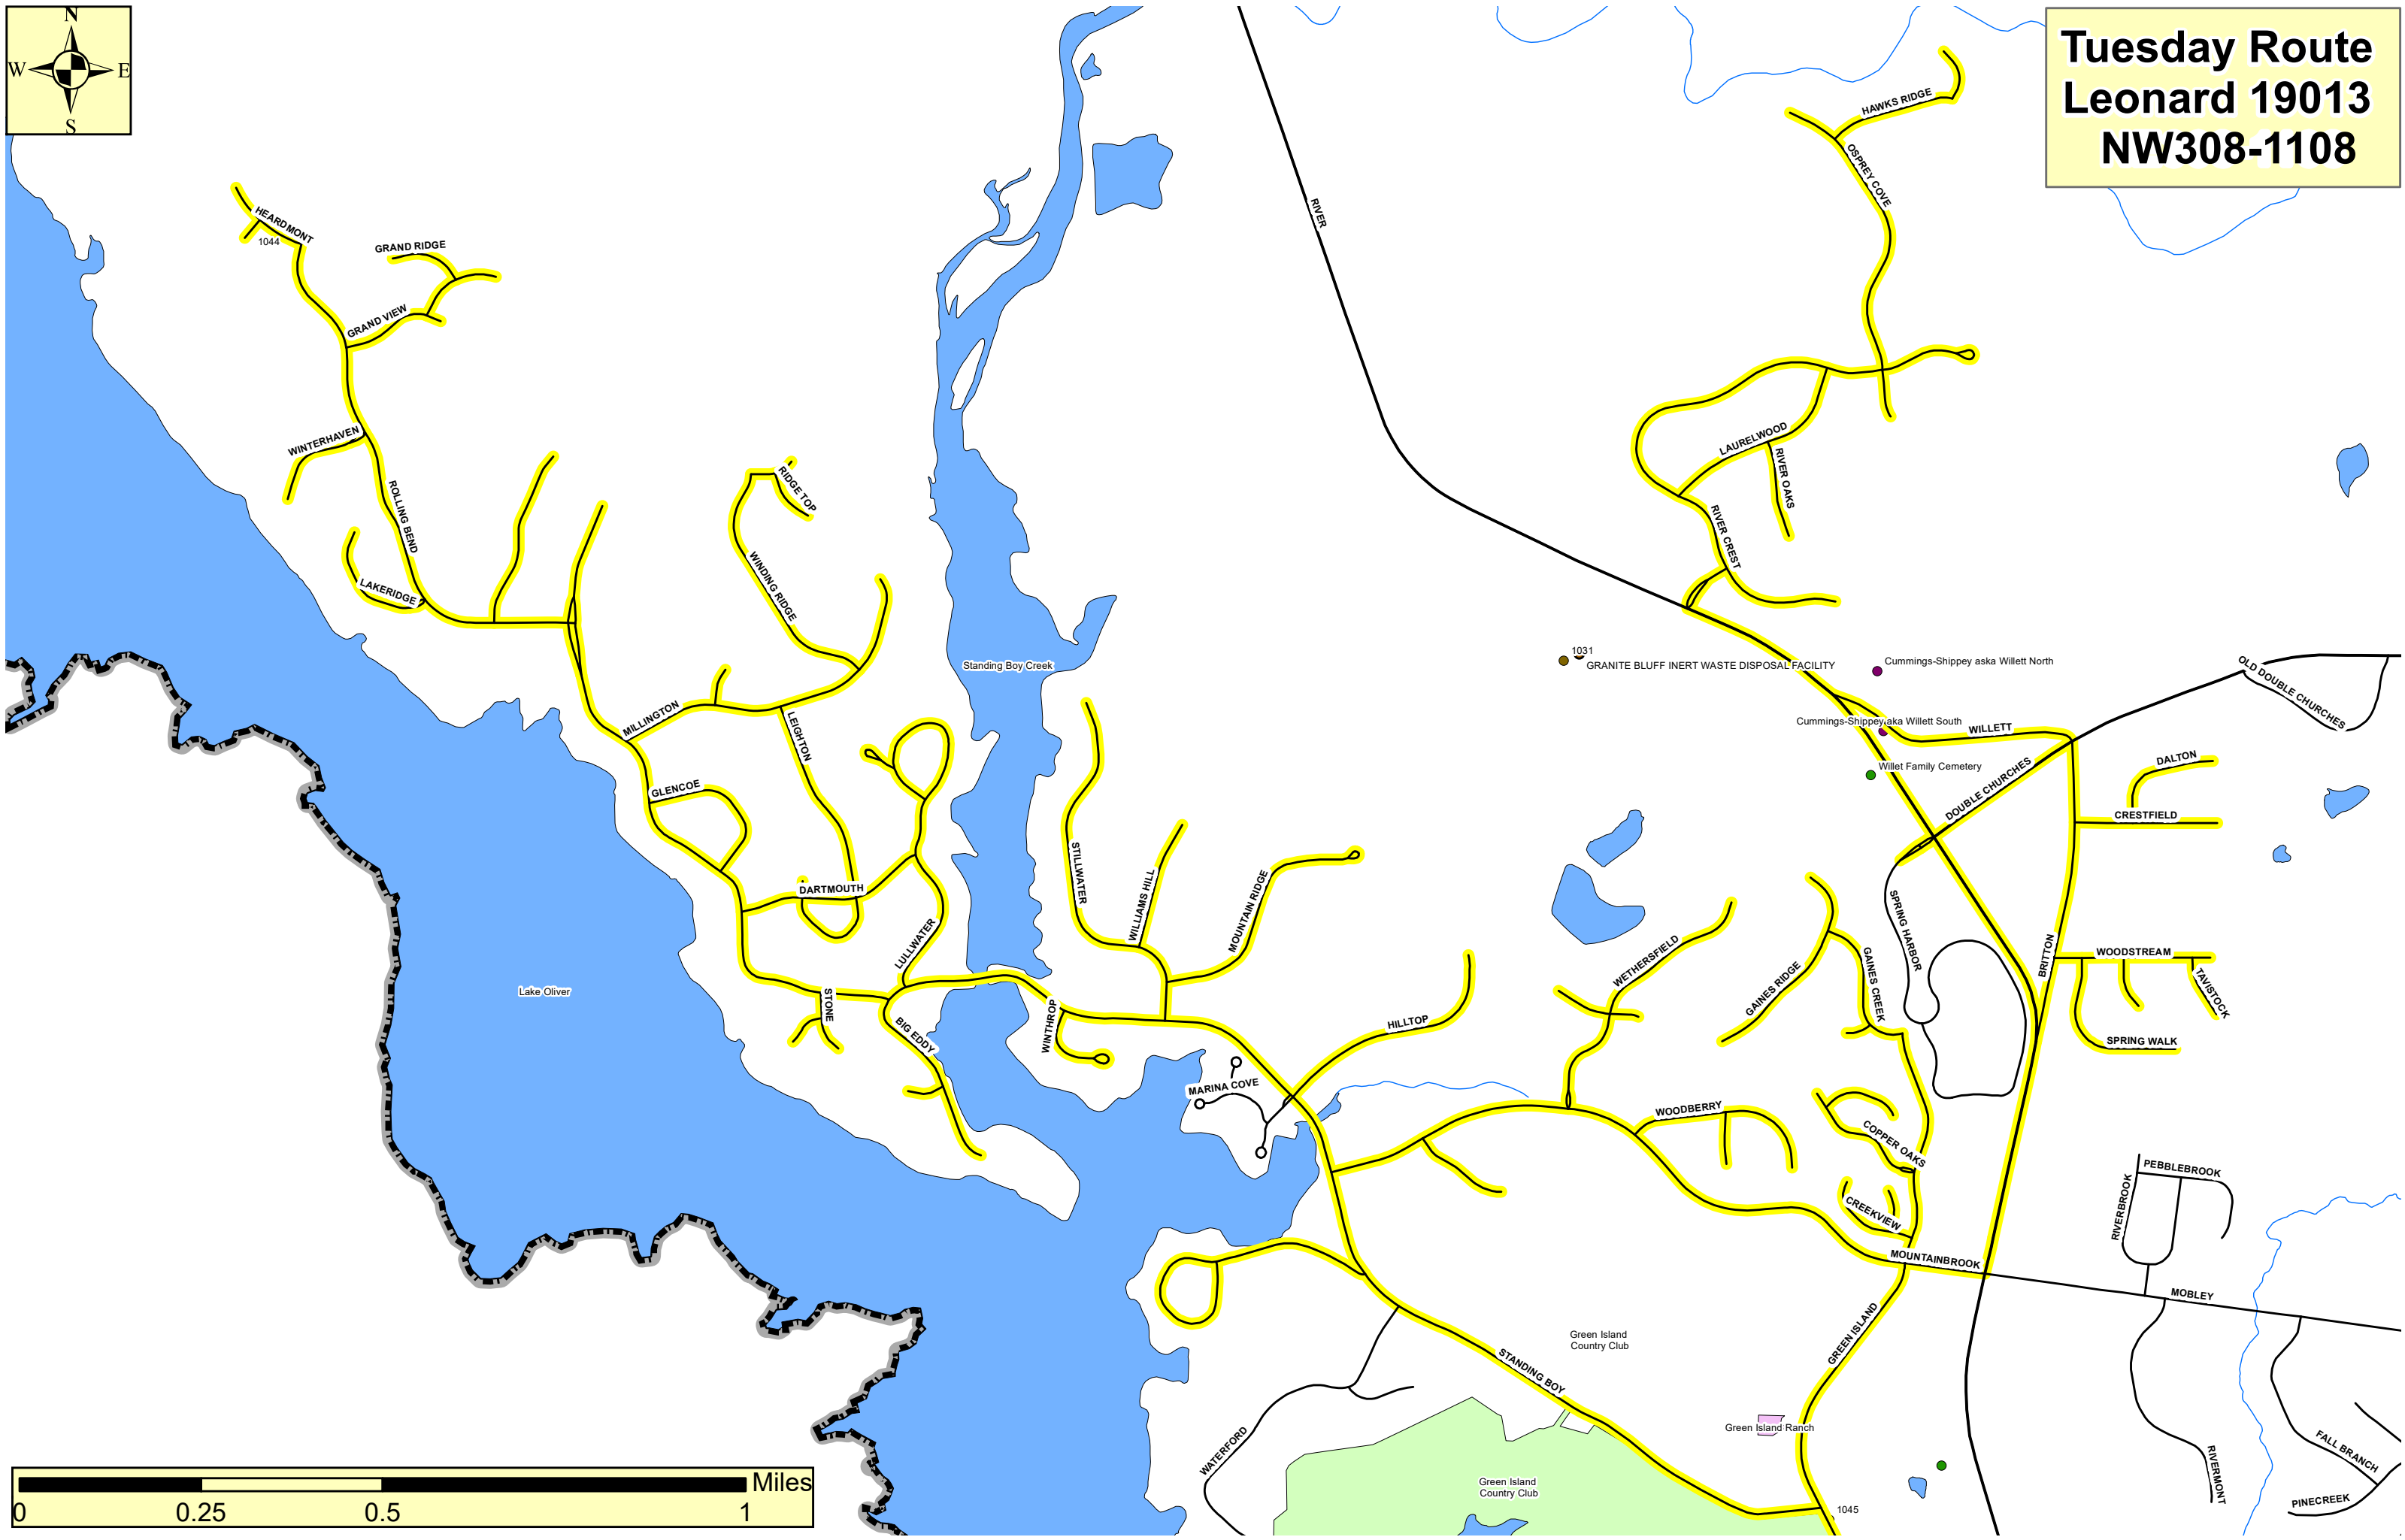 N
W
E
S
Tuesday Route
Leonard 19013
NW308-1108
HAWKS RIDGE
OSPREY COVE
RIVER
HEARDMONT
1044
GRAND RIDGE
GRAND VIEW
WINTERHAVEN
ROLLING BEND
LAKERIDGE
RIDGE TOP
WINDING RIDGE
LAURELWOOD
RIVER OAKS
RIVER CREST
Standing Boy Creek
1031
GRANITE BLUFF INERT WASTE DISPOSAL FACILITY
Cummings-Shippey aska Willett North
OLD DOUBLE CHURCHES
Cummings-Shippey aka Willett South
WILLETT
MILLINGTON
LEIGHTON
Willet Family Cemetery
DALTON
DOUBLE CHURCHES
CRESTFIELD
GLENCOE
STILLWATER
WILLIAMS HILL
MOUNTAIN RIDGE
DARTMOUTH
LULLWATER
SPRING HARBOR
WETHERSFIELD
GAINES RIDGE
GAINES CREEK
BRITTON
WOODSTREAM
TAVISTOCK
SPRING WALK
Lake Oliver
STONE
BIG EDDY
WINTHROP
HILLTOP
MARINA COVE
WOODBERRY
COPPER OAKS
CREEKVIEW
PEBBLEBROOK
RIVERBROOK
MOUNTAINBROOK
MOBLEY
GREEN ISLAND
Green Island
Country Club
STANDING BOY
Green Island Ranch
WATERFORD
Green Island
Country Club
1045
FALL BRANCH
RIVERMONT
PINECREEK
Miles
0
0.25
0.5
1